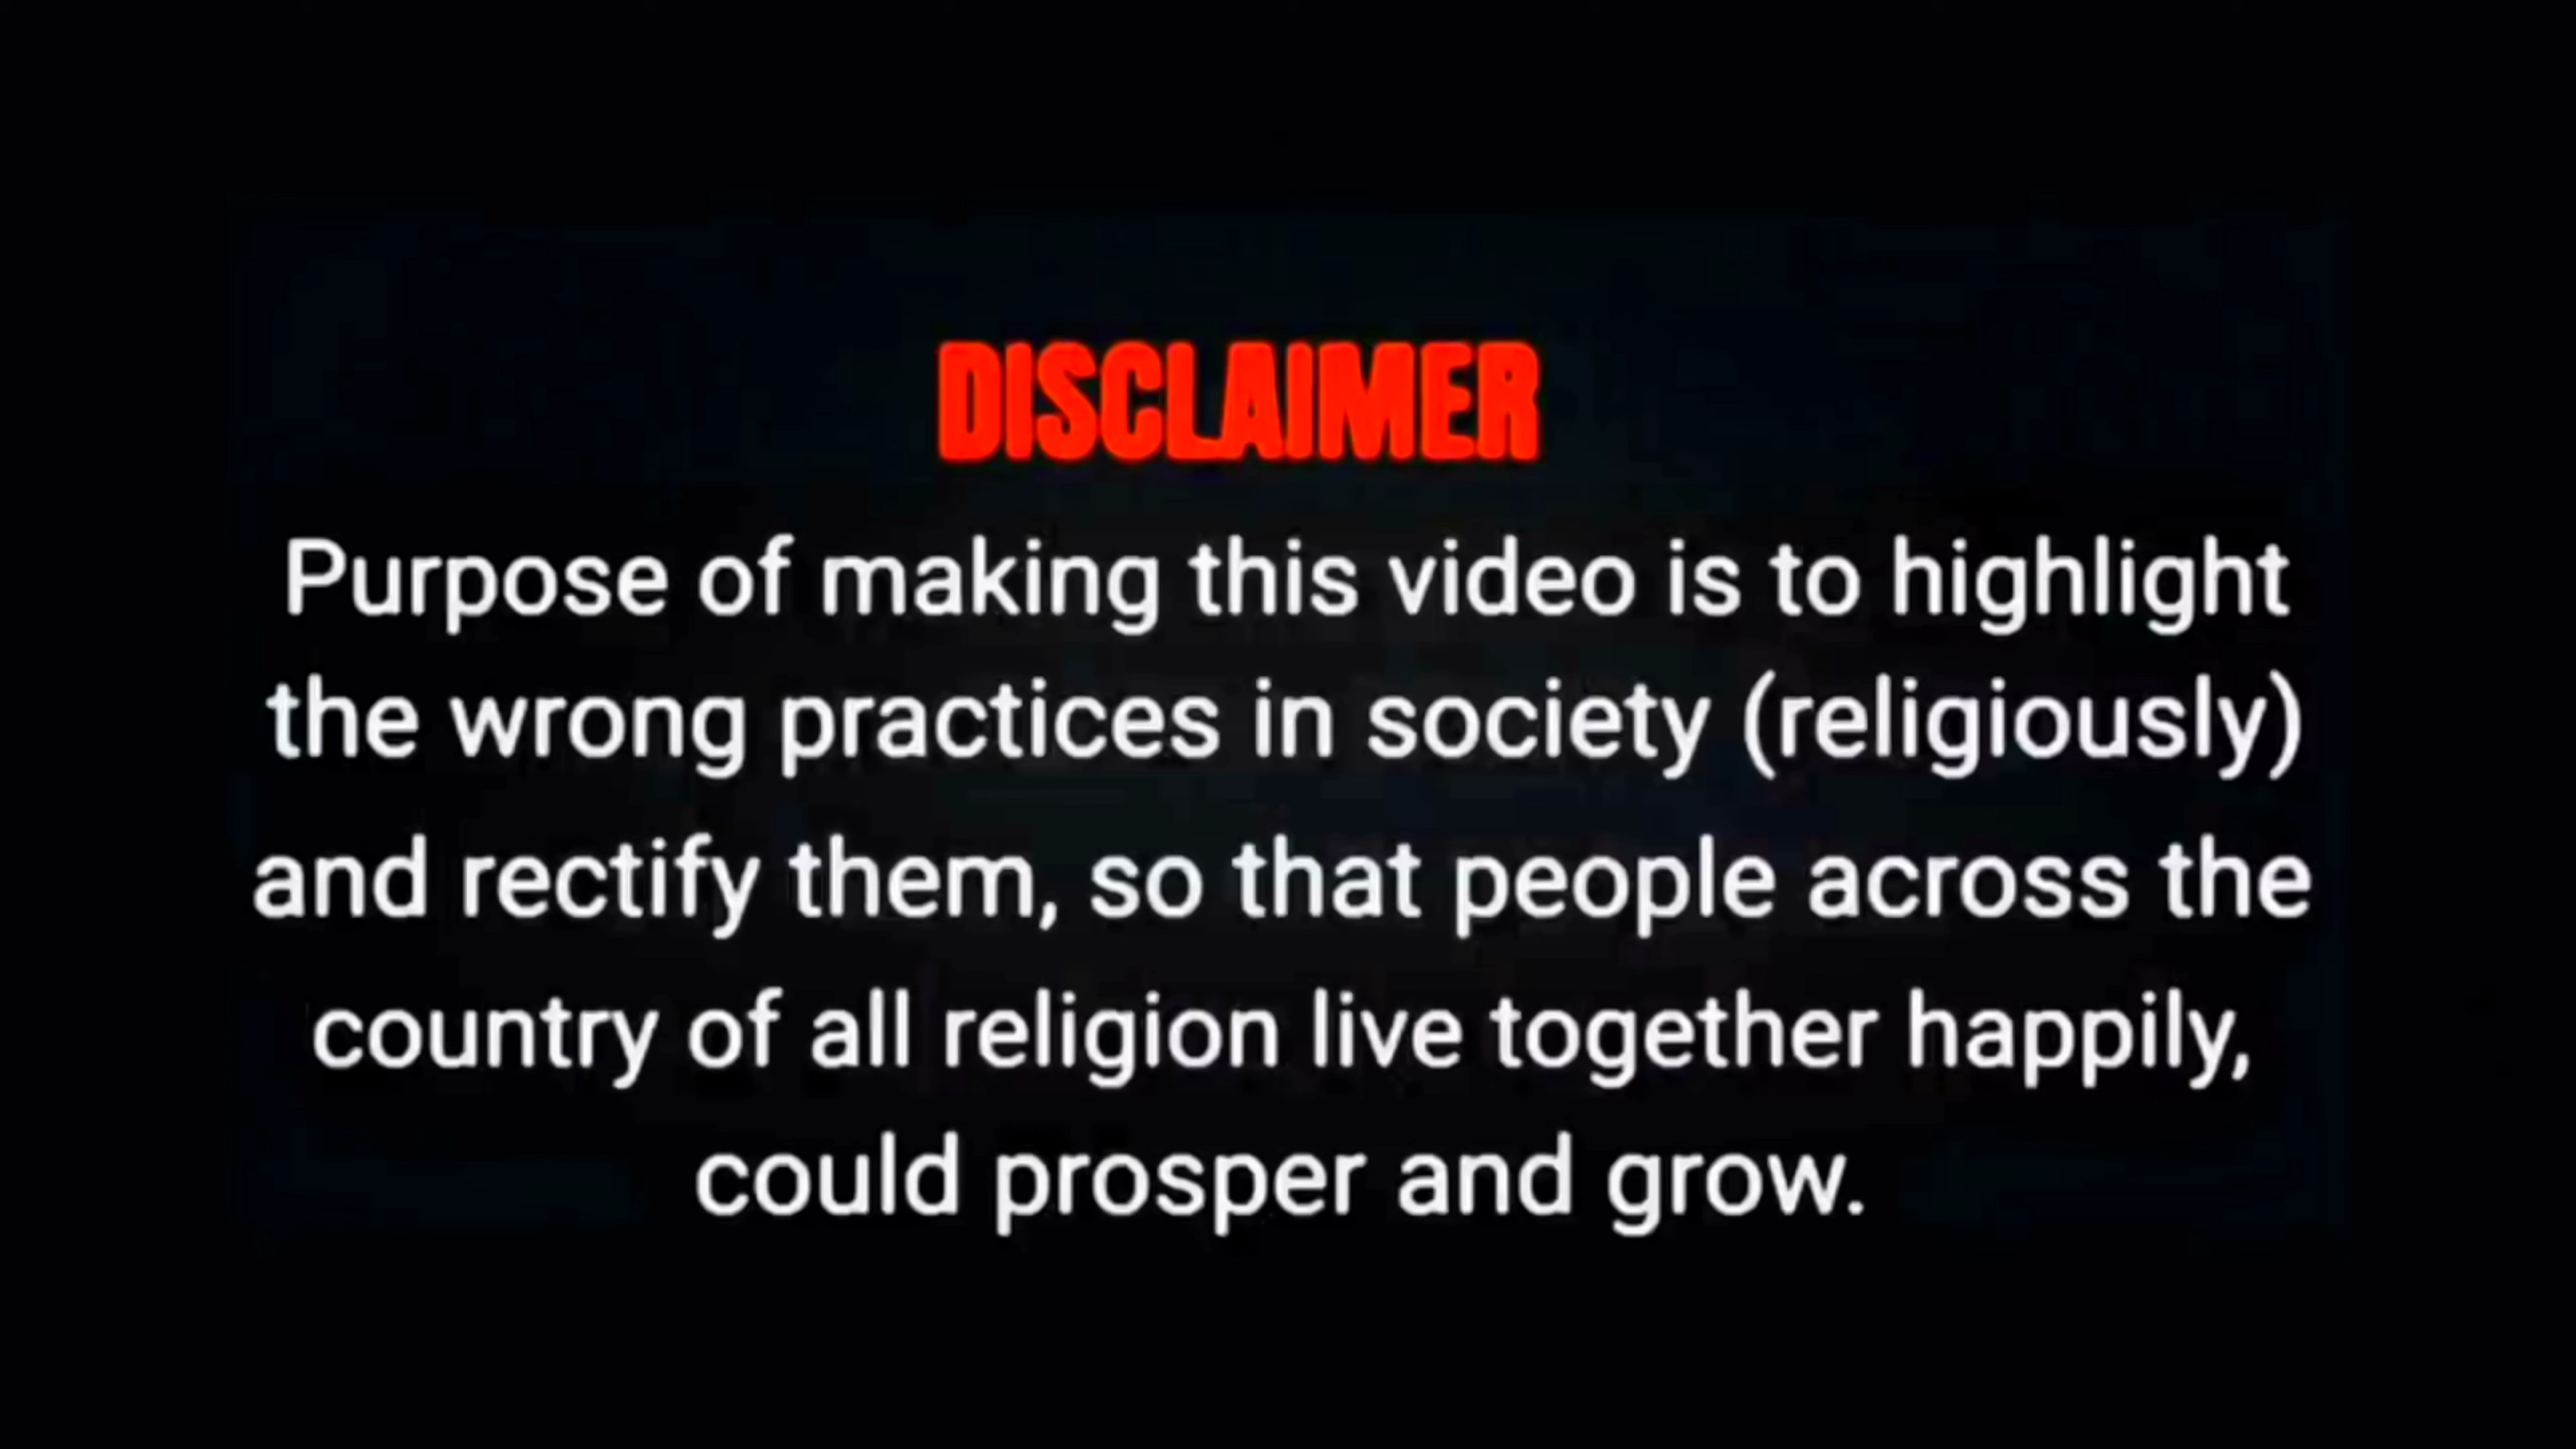 DISCLAIMER
Purpose of making this video is to highlight
the wrong practices in society (religiously)
and rectify them, so that people across the
country of all religion live together happily,
could prosper and grow.